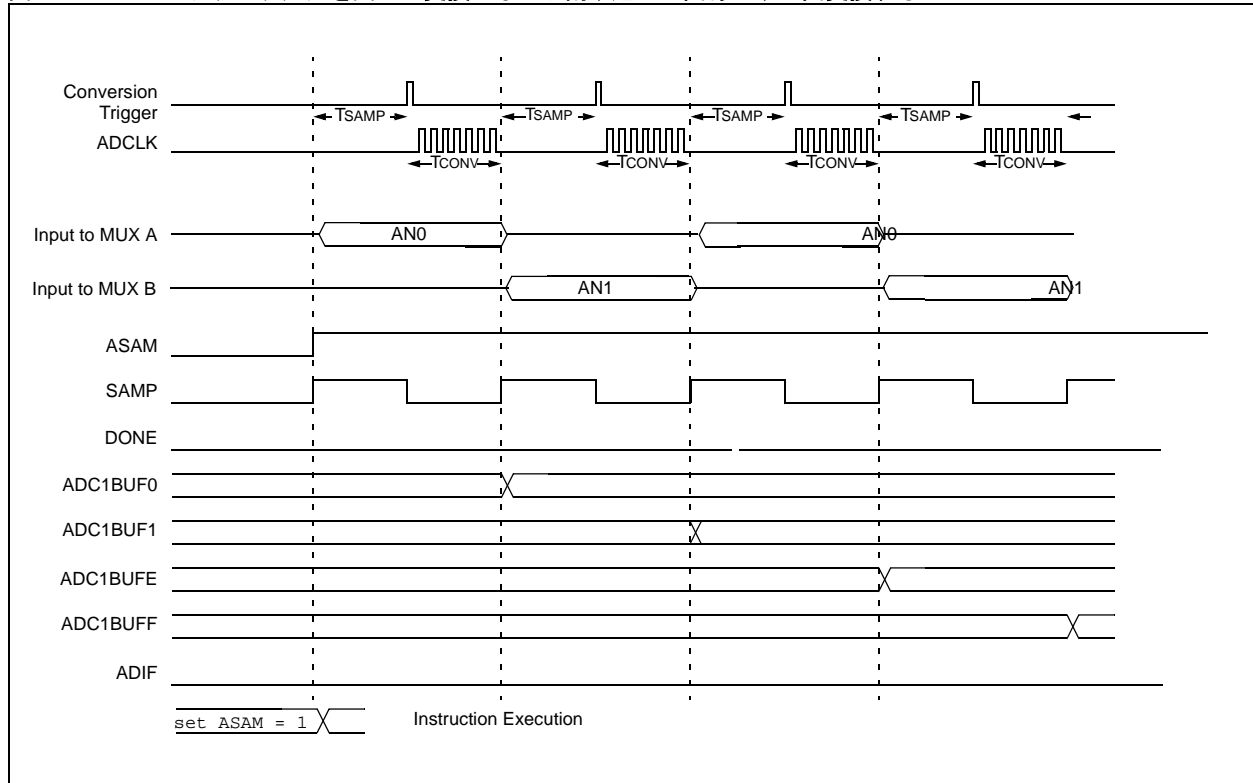 Conversion
Trigger
TSAMP TSAMP TSAMP TSAMP
ADCLK
TCONV TCONV TCONV TCONV
Input to MUX A AN0 AN0
Input to MUX B AN1 AN1
ASAM
SAMP
DONE
ADC1BUF0
ADC1BUF1
ADC1BUFE
ADC1BUFF
ADIF
set ASAM = 1 Instruction Execution